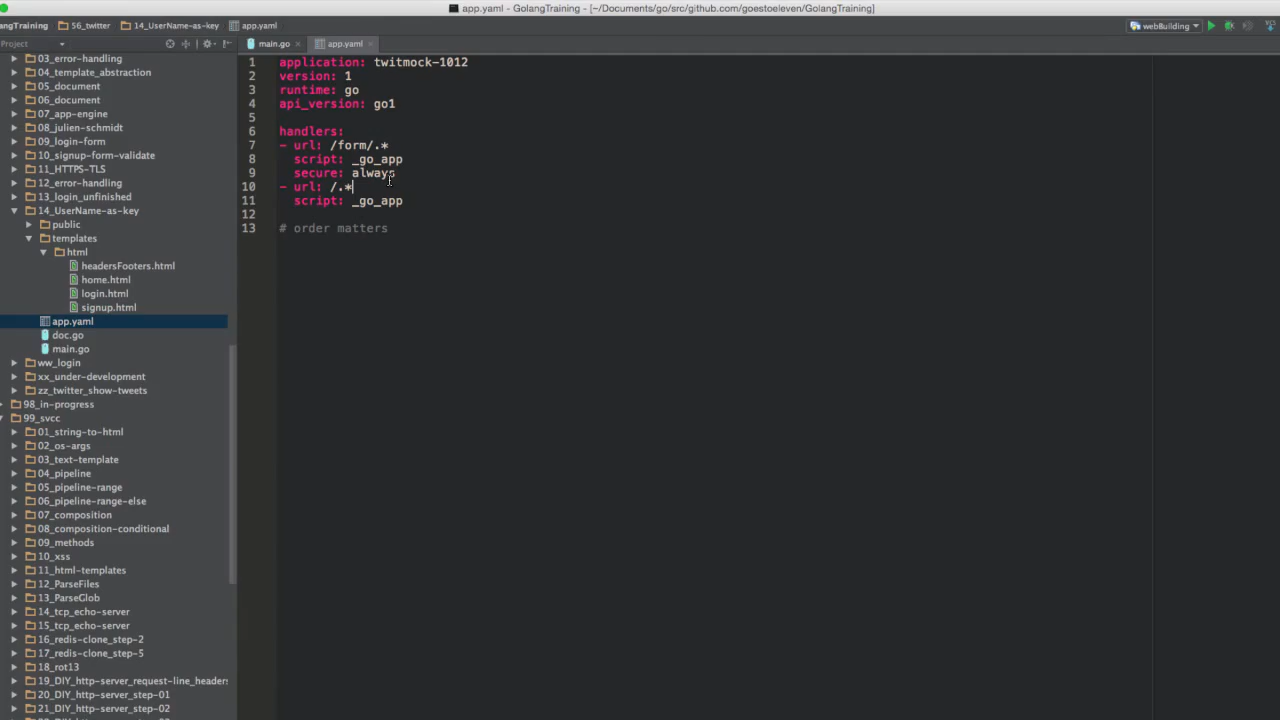 app.yaml - GolangTraining - [~/Documents/go/src/github.com/goestoeleven/GolangTraining]
angTraining 56_twitter 14_UserName-as-key app.yaml webBuilding
Project main.go app.yaml
03_error-handling
04_template_abstraction
05_document
06_document
07_app-engine
08_julien-schmidt
09_login-form
10_signup-form-validate
11_HTTPS-TLS
12_error-handling
13_login_unfinished
14_UserName-as-key
public
templates
html
headersFooters.html
home.html
login.html
signup.html
app.yaml
doc.go
main.go
ww_login
xx_under-development
zz_twitter_show-tweets
98_in-progress
99_svcc
01_string-to-html
02_os-args
03_text-template
04_pipeline
05_pipeline-range
06_pipeline-range-else
07_composition
08_composition-conditional
09_methods
10_xss
11_html-templates
12_ParseFiles
13_ParseGlob
14_tcp_echo-server
15_tcp_echo-server
16_redis-clone_step-2
17_redis-clone_step-5
18_rot13
19_DIY_http-server_request-line_headers
20_DIY_http-server_step-01
21_DIY_http-server_step-02
1 application: twitmock-1012
2 version: 1
3 runtime: go
4 api_version: go1
5
6 handlers:
7 - url: /form/.*
8 script: _go_app
9 secure: always
10 - url: /.*
11 script: _go_app
12
13 # order matters